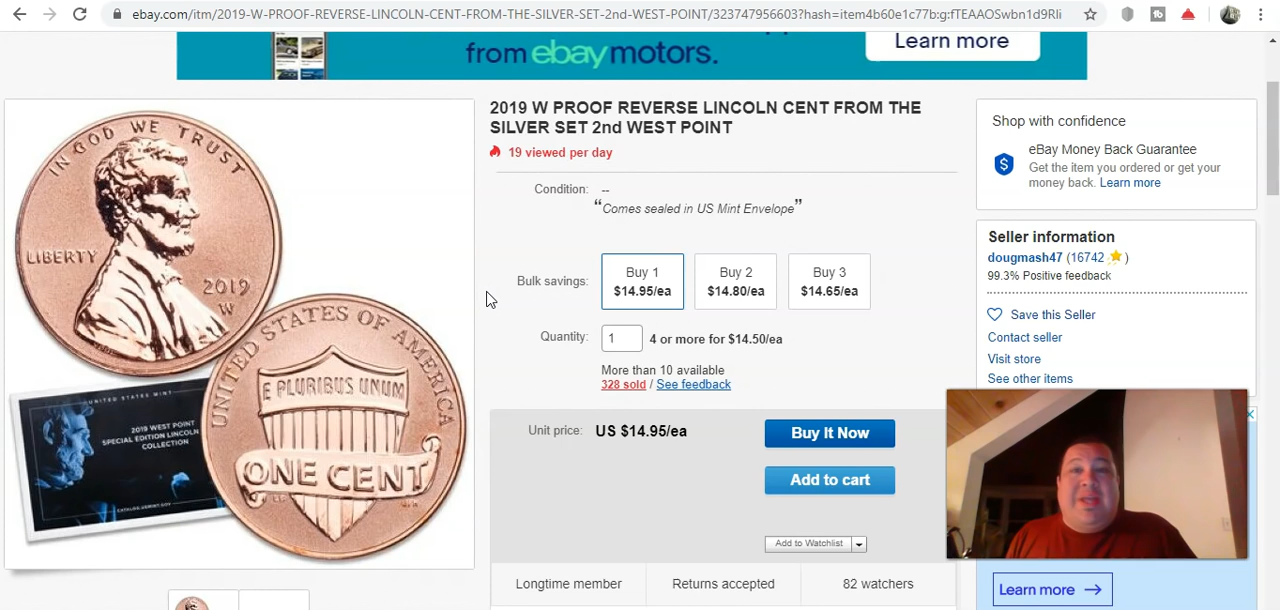 ebay.com/itm/2019-W-PROOF-REVERSE-LINCOLN-CENT-FROM-THE-SILVER-SET-2nd-WEST-POINT/323747956603?hash=item4b60e1c77b:g:fTEAAOSwbn1d9Rli
from ebaymotors.
Learn more
2019 W PROOF REVERSE LINCOLN CENT FROM THE
SILVER SET 2nd WEST POINT
19 viewed per day
Condition: --
“Comes sealed in US Mint Envelope”
Bulk savings:
Buy 1
$14.95/ea
Buy 2
$14.80/ea
Buy 3
$14.65/ea
Quantity: 1 4 or more for $14.50/ea
More than 10 available
328 sold / See feedback
Unit price: US $14.95/ea
Buy It Now
Add to cart
Add to Watchlist
Longtime member
Returns accepted
82 watchers
Shop with confidence
eBay Money Back Guarantee
Get the item you ordered or get your
money back. Learn more
Seller information
dougmash47 (16742 )
99.3% Positive feedback
Save this Seller
Contact seller
Visit store
See other items
Learn more
IN GOD WE TRUST
LIBERTY
2019
W
UNITED STATES OF AMERICA
E PLURIBUS UNUM
ONE CENT
UNITED STATES MINT
2019 WEST POINT
SPECIAL EDITION LINCOLN
COLLECTION
CATALOG.USMINT.GOV